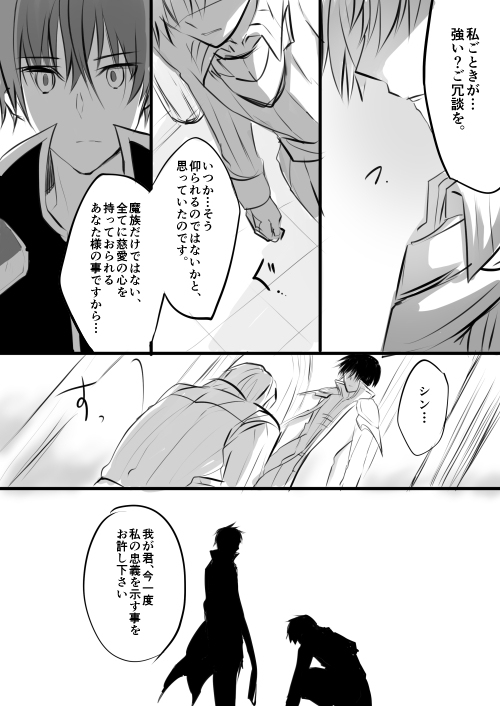 私ごときが…
強い？ご冗談を。
いつか…そう
仰られるのではないかと、
思っていたのです。
魔族だけではない、
全てに慈愛の心を
持っておられる
あなた様の事ですから…
シン…
すっ
我が君、今一度
私の忠義を示す事を
お許し下さい